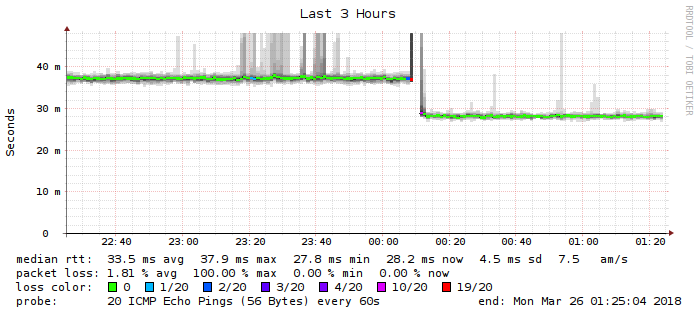 Last 3 Hours
RRDTOOL / TOBI OETIKER
Seconds
40 m
30 m
20 m
10 m
0
22:40 23:00 23:20 23:40 00:00 00:20 00:40 01:00 01:20
median rtt: 33.5 ms avg 37.9 ms max 27.8 ms min 28.2 ms now 4.5 ms sd 7.5 am/s
packet loss: 1.81 % avg 100.00 % max 0.00 % min 0.00 % now
loss color: 0 1/20 2/20 3/20 4/20 10/20 19/20
probe: 20 ICMP Echo Pings (56 Bytes) every 60s end: Mon Mar 26 01:25:04 2018